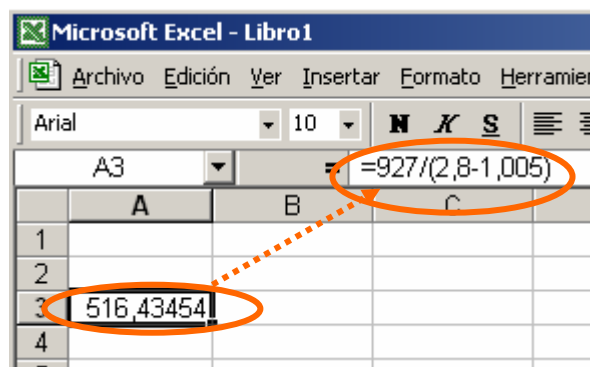 Microsoft Excel - Libro1
Archivo Edición Ver Insertar Formato
Arial 10 N K S
A3 = =927/(2,8-1,005)
A B C
1
2
3 516,43454
4